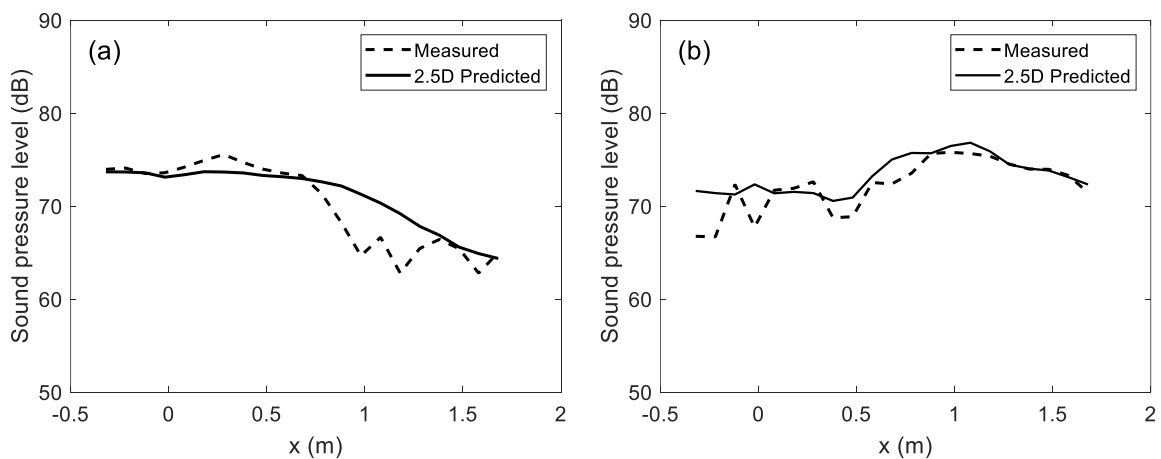 (a)
Measured
2.5D Predicted
Sound pressure level (dB)
90
80
70
60
50
-0.5 0 0.5 1 1.5 2
x (m)
(b)
Measured
2.5D Predicted
Sound pressure level (dB)
90
80
70
60
50
-0.5 0 0.5 1 1.5 2
x (m)